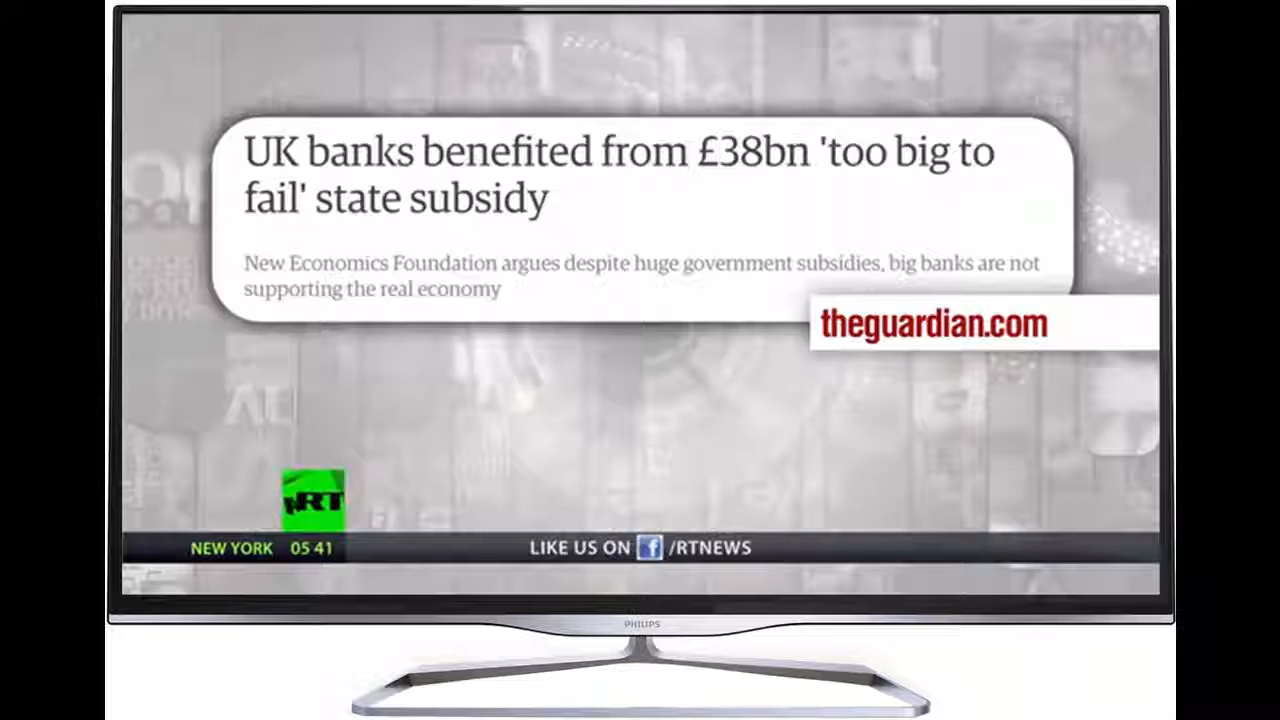 UK banks benefited from £38bn 'too big to
fail' state subsidy
New Economics Foundation argues despite huge government subsidies, big banks are not
supporting the real economy
theguardian.com
RT
NEW YORK 05 41
LIKE US ON f /RTNEWS
PHILIPS